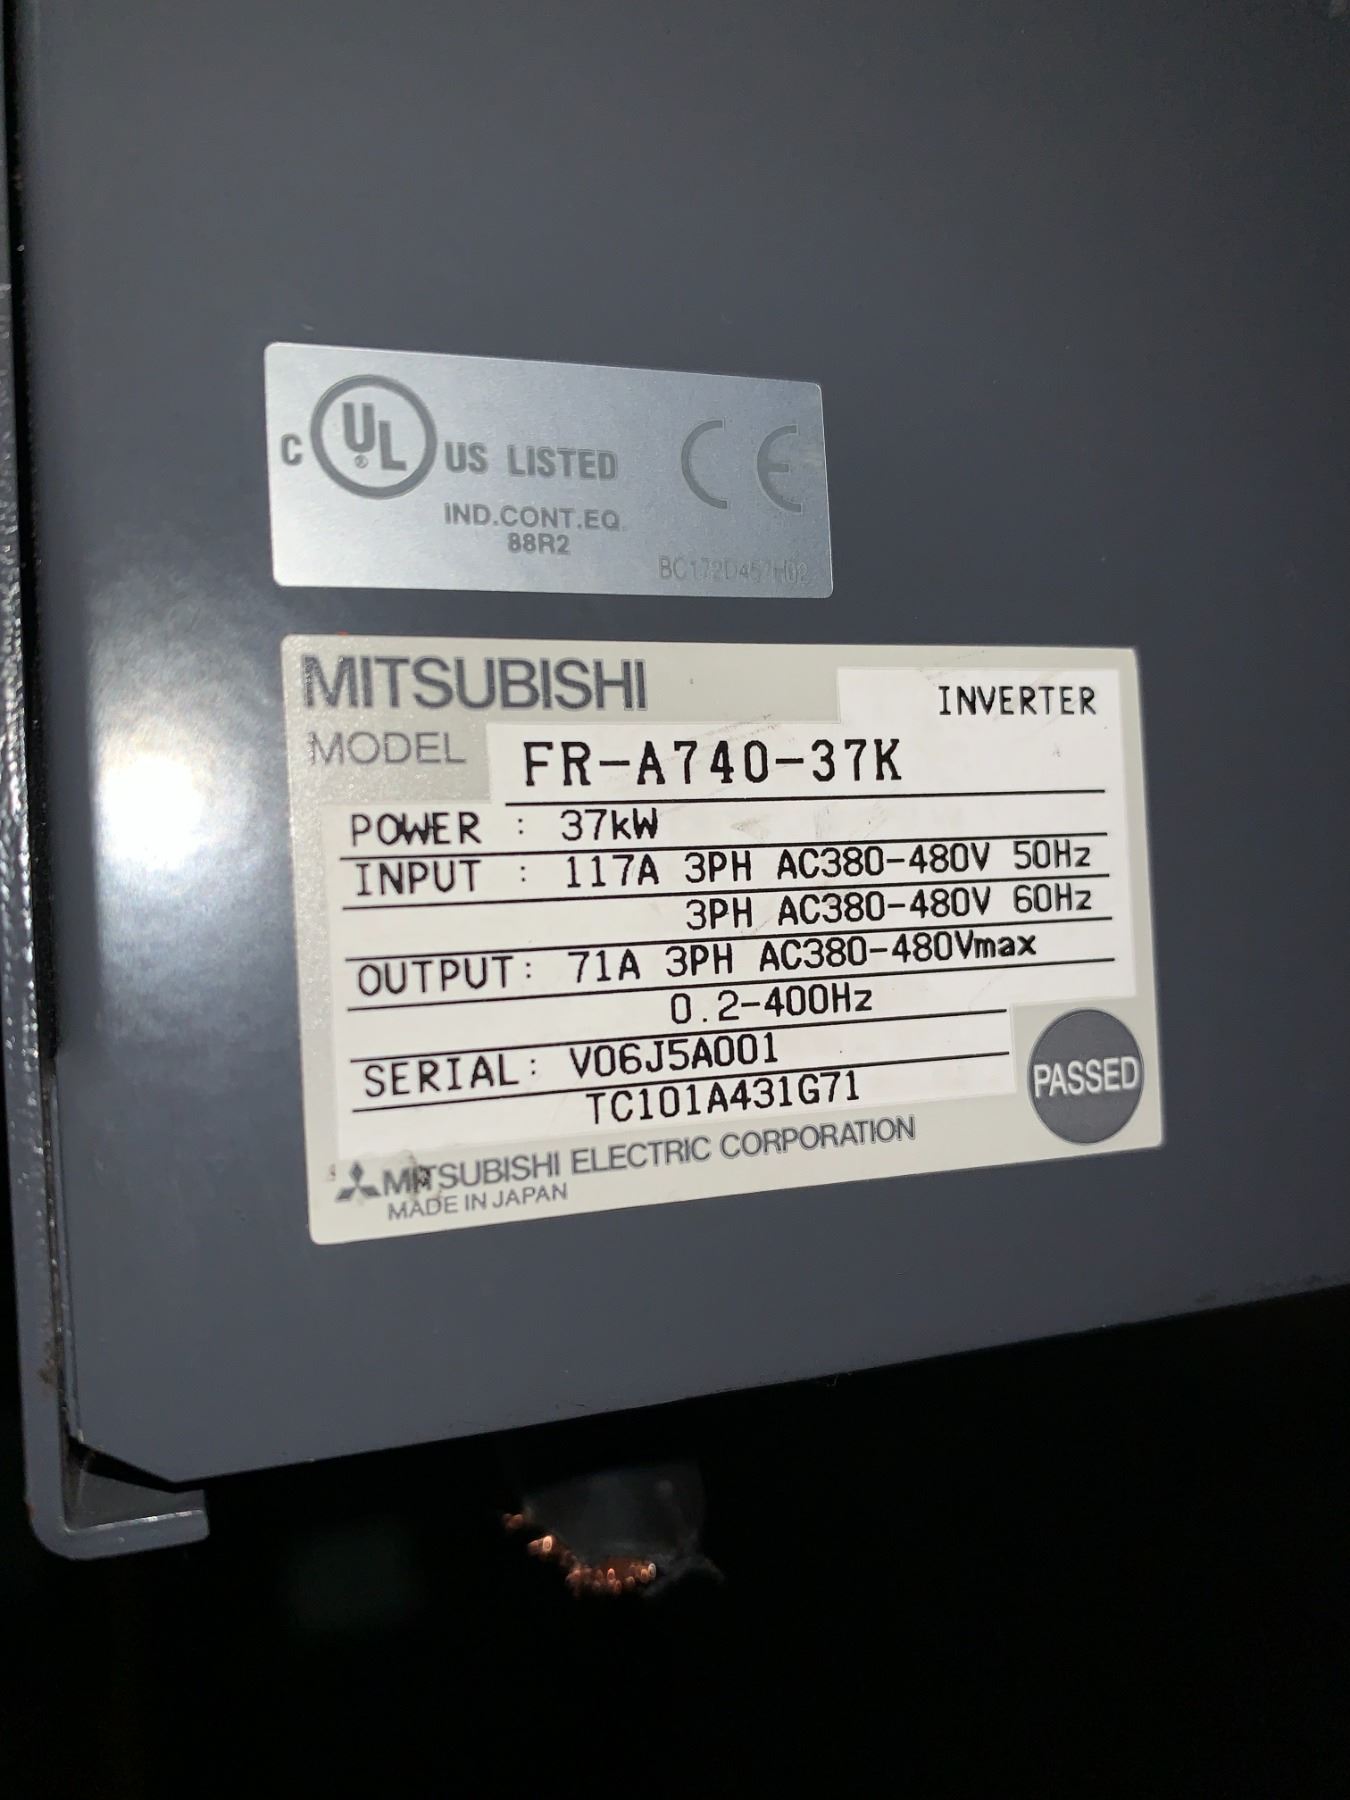 C UL® US LISTED CE
IND.CONT.EQ.
88R2
BC172D457H02
MITSUBISHI INVERTER
MODEL FR-A740-37K
POWER : 37kW
INPUT : 117A 3PH AC380-480V 50Hz
3PH AC380-480V 60Hz
OUTPUT: 71A 3PH AC380-480Vmax
0.2-400Hz
SERIAL: V06J5A001
TC101A431G71
PASSED
MITSUBISHI ELECTRIC CORPORATION
MADE IN JAPAN